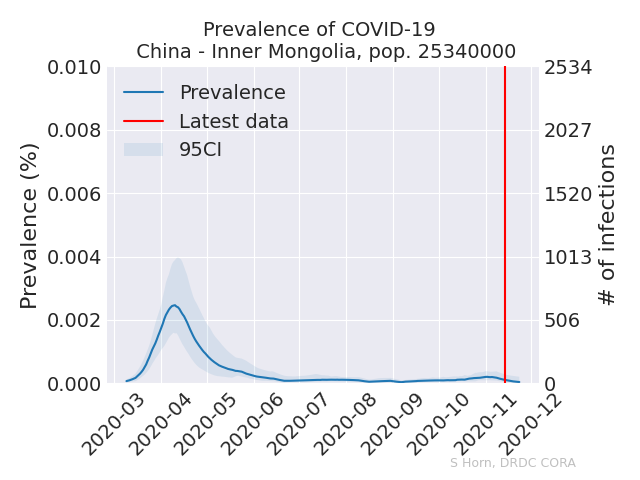 Prevalence of COVID-19
China - Inner Mongolia, pop. 25340000
Prevalence
Latest data
95CI
Prevalence (%)
0.010
0.008
0.006
0.004
0.002
0.000
2534
2027
1520
1013
506
0
# of infections
2020-03
2020-04
2020-05
2020-06
2020-07
2020-08
2020-09
2020-10
2020-11
2020-12
S Horn, DRDC CORA